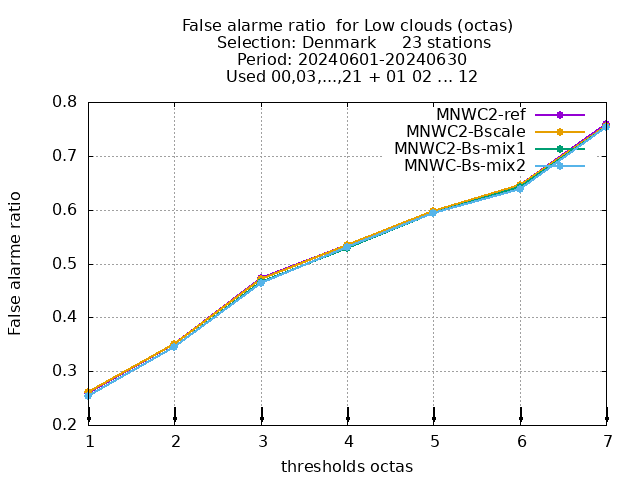 False alarme ratio  for Low clouds (octas)
Selection: Denmark     23 stations
Period: 20240601-20240630
Used 00,03,...,21 + 01 02 ... 12
MNWC2-ref
MNWC2-Bscale
MNWC2-Bs-mix1
MNWC-Bs-mix2
0.8
0.7
0.6
0.5
0.4
0.3
0.2
False alarme ratio
1 2 3 4 5 6 7
thresholds octas